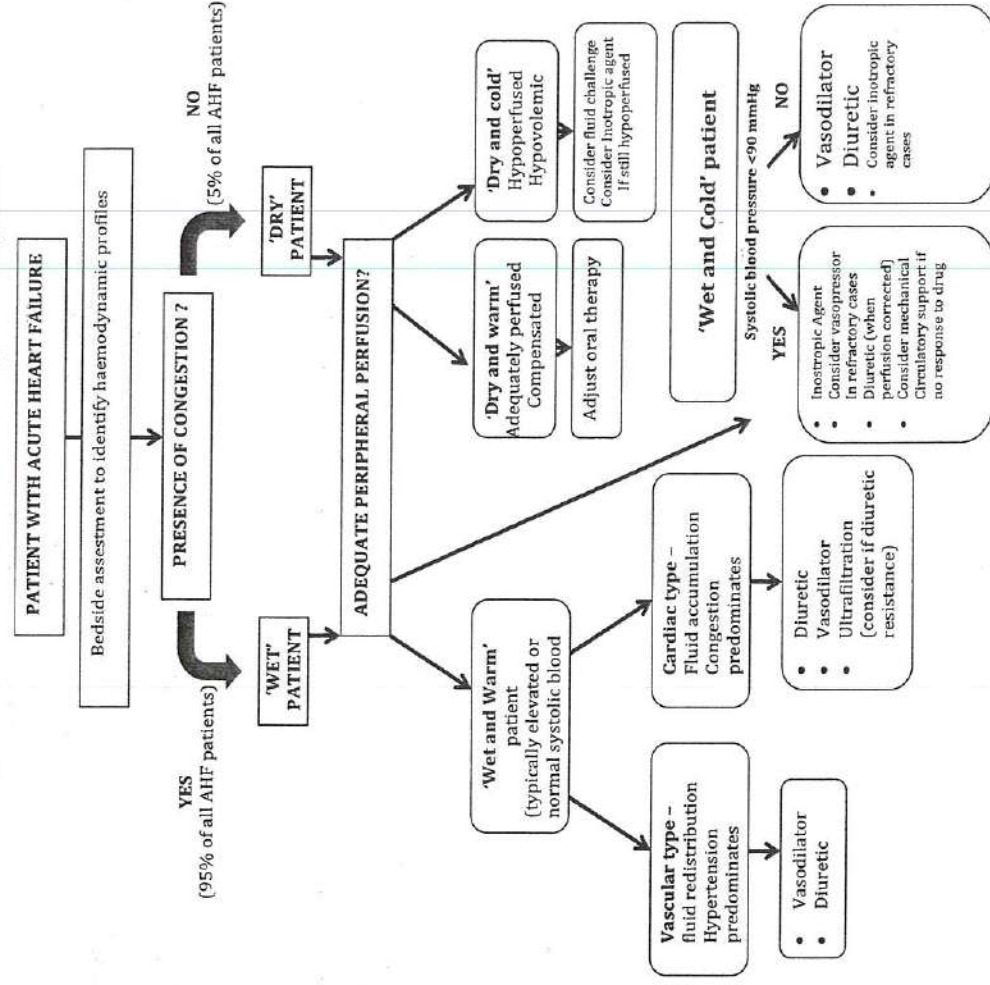 PATIENT WITH ACUTE HEART FAILURE
Bedside assestment to identify haemodynamic profiles
PRESENCE OF CONGESTION ?
YES
(95% of all AHF patients)
NO
(5% of all AHF patients)
'WET'
PATIENT
'DRY'
PATIENT
ADEQUATE PERIPHERAL PERFUSION?
'Wet and Warm'
patient
(typically elevated or
normal systolic blood
'Dry and warm'
Adequately perfused
Compensated
Adjust oral therapy
'Dry and cold'
Hypoperfused
Hypovolemic
Consider fluid challenge
Consider Inotropic agent
If still hypoperfused
Vascular type –
fluid redistribution
Hypertension
predominates
• Vasodilator
• Diuretic
Cardiac type –
Fluid accumulation
Congestion
predominates
• Diuretic
• Vasodilator
• Ultrafiltration
(consider if diuretic
resistance)
'Wet and Cold' patient
Systolic blood pressure <90 mmHg
YES
NO
• Inostropic Agent
• Consider vasopressor
In refractory cases
• Diuretic (when
perfusion corrected)
• Consider mechanical
Circulatory support if
no response to drug
• Vasodilator
• Diuretic
• Consider inotropic
agent in refractory
cases